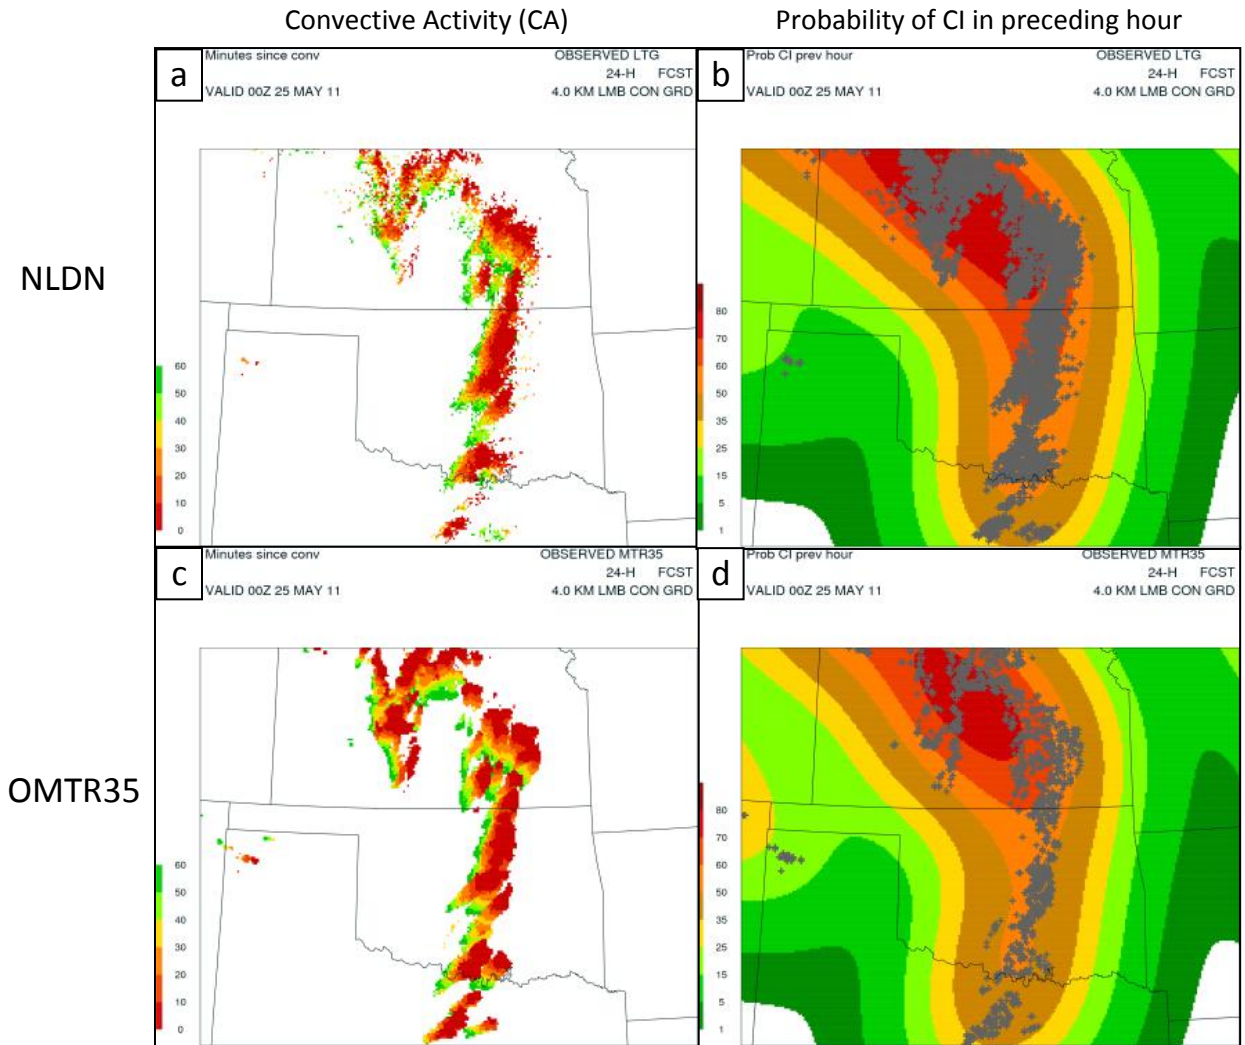 Convective Activity (CA)
Probability of CI in preceding hour
NLDN
a
Minutes since conv
OBSERVED LTG
24-H FCST
VALID 00Z 25 MAY 11
4.0 KM LMB CON GRD
60
50
40
30
20
10
0
b
Prob CI prev hour
OBSERVED LTG
24-H FCST
VALID 00Z 25 MAY 11
4.0 KM LMB CON GRD
80
70
60
45
35
25
15
5
1
OMTR35
c
Minutes since conv
OBSERVED MTR35
24-H FCST
VALID 00Z 25 MAY 11
4.0 KM LMB CON GRD
60
50
40
30
20
10
0
d
Prob CI prev hour
OBSERVED MTR35
24-H FCST
VALID 00Z 25 MAY 11
4.0 KM LMB CON GRD
80
70
60
45
35
25
15
5
1